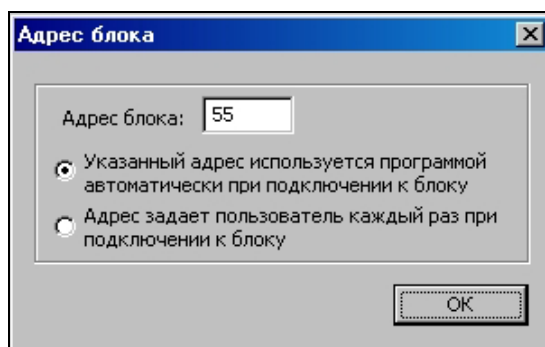 Адрес блока
Адрес блока: 55
Указанный адрес используется программой
автоматически при подключении к блоку
Адрес задает пользователь каждый раз при
подключении к блоку
ОК